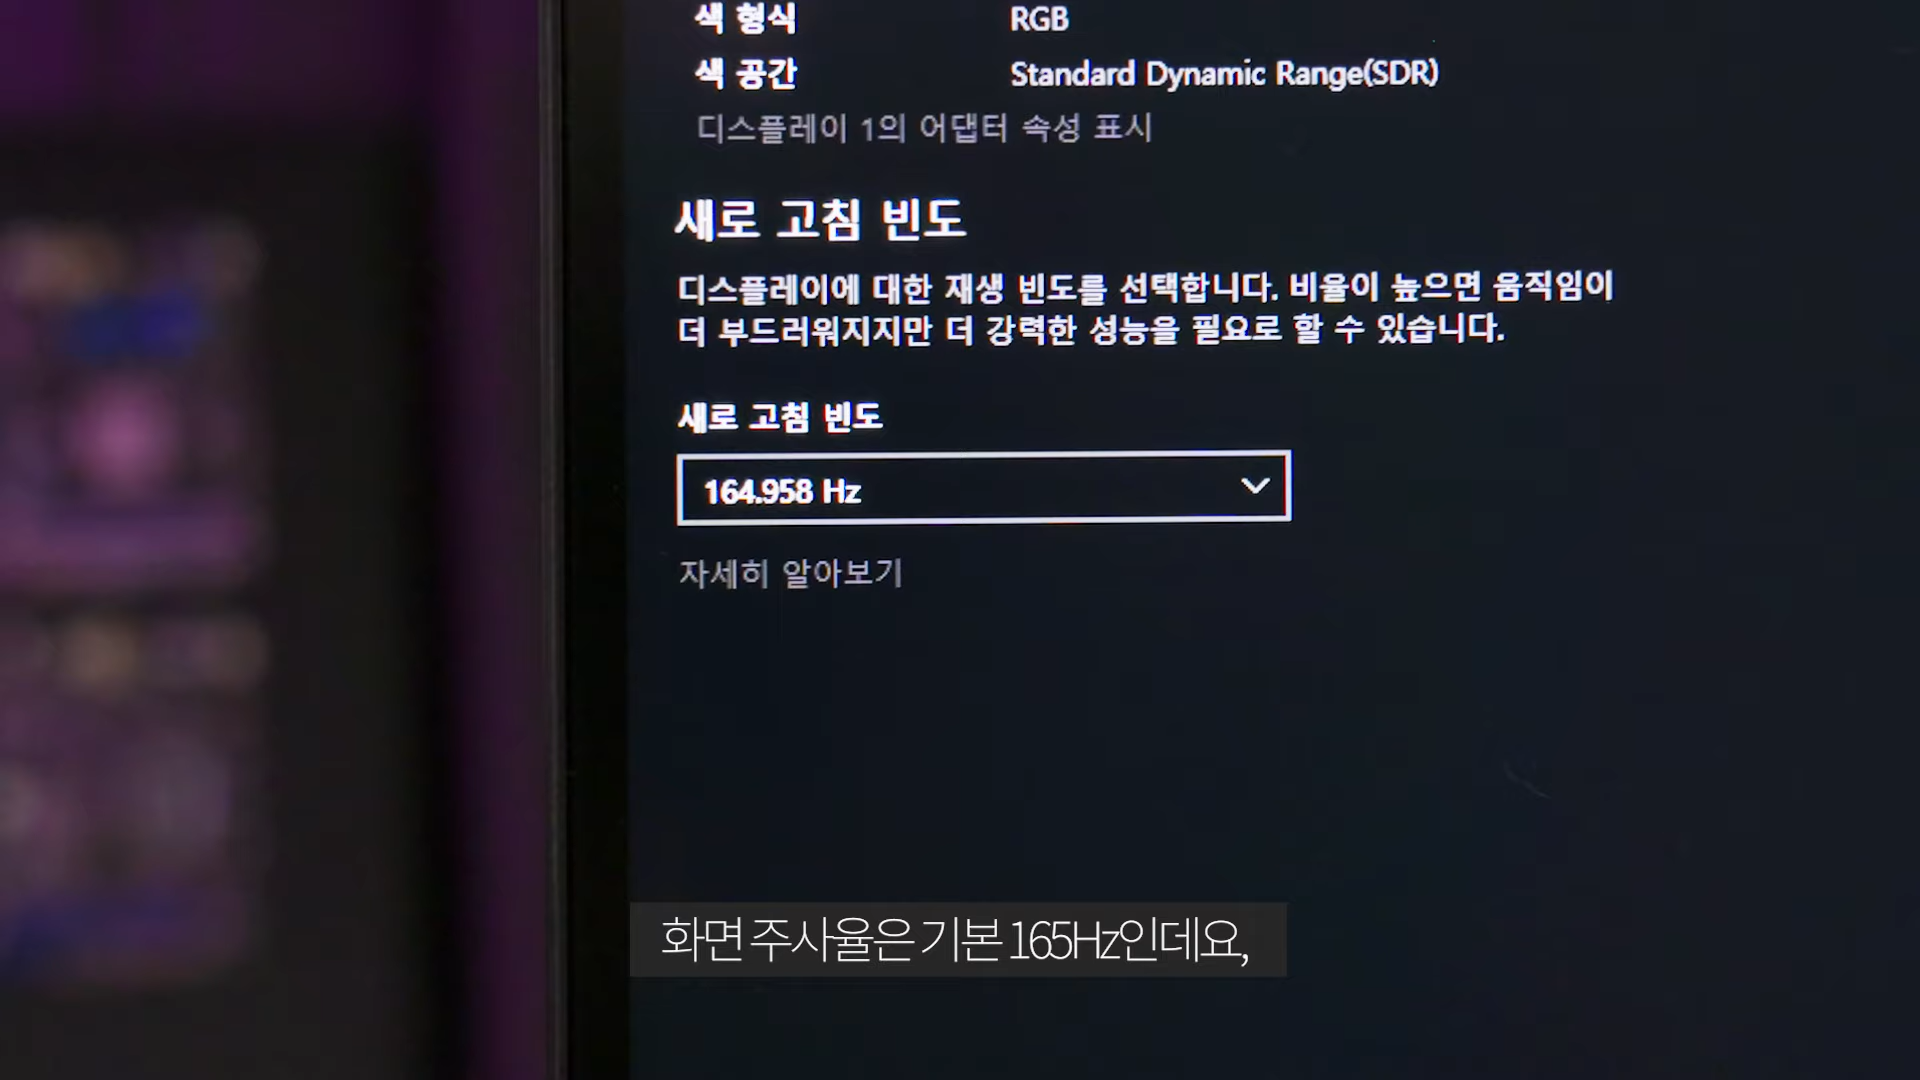 색 형식 RGB
색 공간 Standard Dynamic Range(SDR)
디스플레이 1의 어댑터 속성 표시
새로 고침 빈도
디스플레이에 대한 재생 빈도를 선택합니다. 비율이 높으면 움직임이
더 부드러워지지만 더 강력한 성능을 필요로 할 수 있습니다.
새로 고침 빈도
164.958 Hz
자세히 알아보기
화면 주사율은 기본 165Hz인데요,